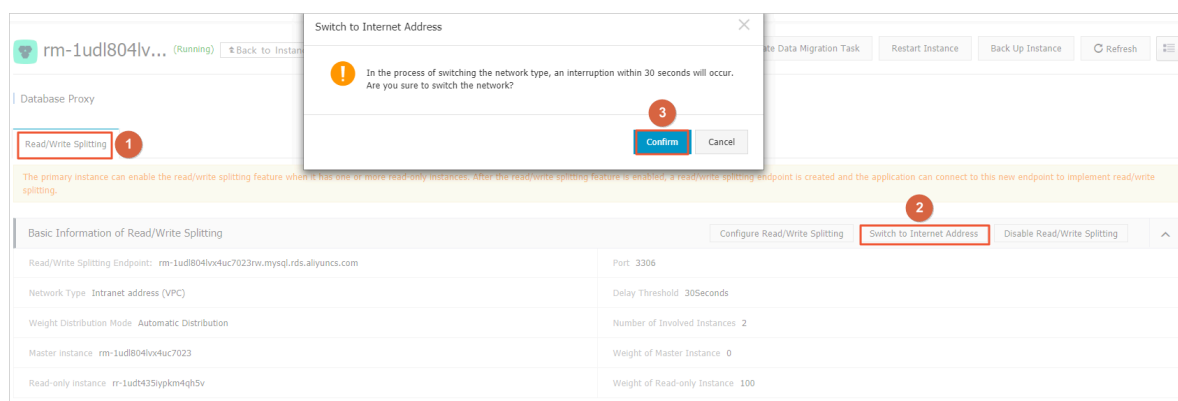 Switch to Internet Address
rm-1udl804lv... (Running) Back to Instan
ate Data Migration Task Restart Instance Back Up Instance Refresh
In the process of switching the network type, an interruption within 30 seconds will occur.
Are you sure to switch the network?
Database Proxy
3
Confirm Cancel
Read/Write Splitting 1
The primary instance can enable the read/write splitting feature when it has one or more read-only instances. After the read/write splitting feature is enabled, a read/write splitting endpoint is created and the application can connect to this new endpoint to implement read/write
splitting.
2
Basic Information of Read/Write Splitting Configure Read/Write Splitting Switch to Internet Address Disable Read/Write Splitting
Read/Write Splitting Endpoint: rm-1udl804lvx4uc7023rw.mysql.rds.aliyuncs.com Port 3306
Network Type Intranet address (VPC) Delay Threshold 30Seconds
Weight Distribution Mode Automatic Distribution Number of Involved Instances 2
Master instance rm-1udl804lvx4uc7023 Weight of Master Instance 0
Read-only instance rr-1udt435iypkm4qh5v Weight of Read-only Instance 100